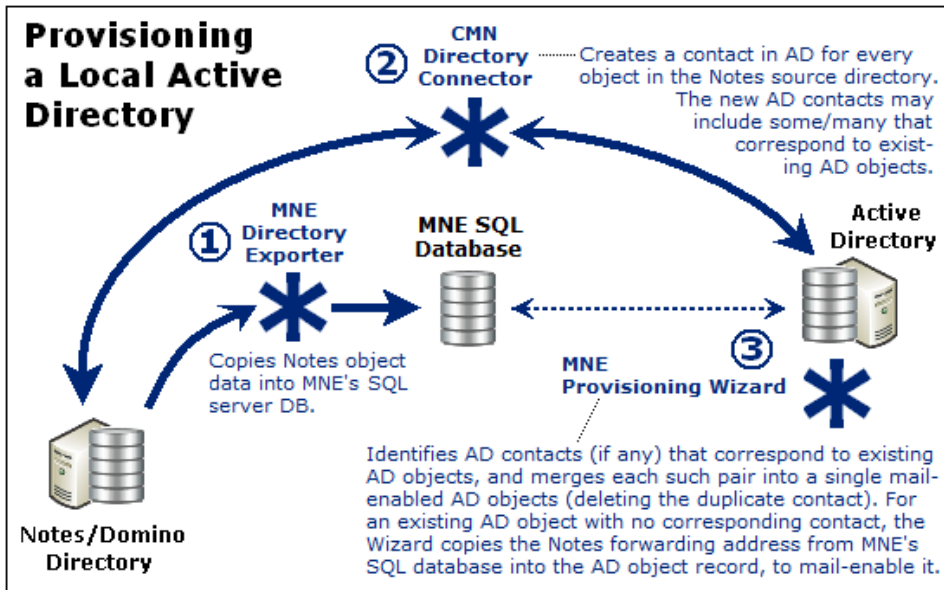 Provisioning
a Local Active
Directory
2
CMN
Directory
Connector
Creates a contact in AD for every
object in the Notes source directory.
The new AD contacts may
include some/many that
correspond to exist-
ing AD objects.
1
MNE
Directory
Exporter
MNE SQL
Database
Active
Directory
Copies Notes object
data into MNE's SQL
server DB.
3
MNE
Provisioning Wizard
Identifies AD contacts (if any) that correspond to existing
AD objects, and merges each such pair into a single mail-
enabled AD objects (deleting the duplicate contact). For
an existing AD object with no corresponding contact, the
Wizard copies the Notes forwarding address from MNE's
SQL database into the AD object record, to mail-enable it.
Notes/Domino
Directory